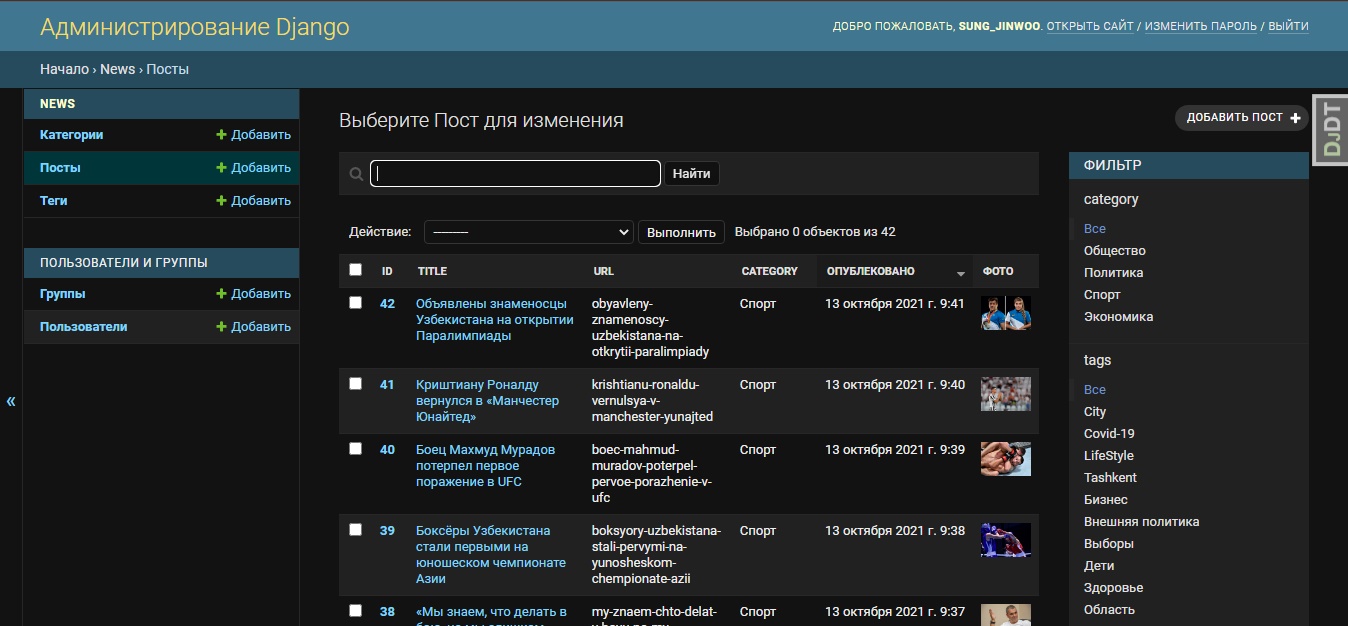 Администрирование Django
ДОБРО ПОЖАЛОВАТЬ, SUNG_JINWOO. ОТКРЫТЬ САЙТ / ИЗМЕНИТЬ ПАРОЛЬ / ВЫЙТИ
Начало › News › Посты
NEWS
Категории + Добавить
Посты + Добавить
Теги + Добавить
ПОЛЬЗОВАТЕЛИ И ГРУППЫ
Группы + Добавить
Пользователи + Добавить
«
Выберите Пост для изменения
ДОБАВИТЬ ПОСТ +
DJDT
Найти
Действие: --------- Выполнить Выбрано 0 объектов из 42
ID TITLE URL CATEGORY ОПУБЛЕКОВАНО ФОТО
42 Объявлены знаменосцы obyavleny- Спорт 13 октября 2021 г. 9:41
Узбекистана на открытии znamenoscy-
Паралимпиады uzbekistana-na-
otkrytii-paralimpiady
41 Криштиану Роналду krishtianu-ronaldu- Спорт 13 октября 2021 г. 9:40
вернулся в «Манчестер vernulsya-v-
Юнайтед» manchester-yunajted
40 Боец Махмуд Мурадов boec-mahmud- Спорт 13 октября 2021 г. 9:39
потерпел первое muradov-poterpel-
поражение в UFC pervoe-porazhenie-v-
ufc
39 Боксёры Узбекистана boksyory-uzbekistana- Спорт 13 октября 2021 г. 9:38
стали первыми на stali-pervymi-na-
юношеском чемпионате yunosheskom-
Азии chempionate-azii
38 «Мы знаем, что делать в my-znaem-chto-delat- Спорт 13 октября 2021 г. 9:37
ФИЛЬТР
category
Все
Общество
Политика
Спорт
Экономика
tags
Все
City
Covid-19
LifeStyle
Tashkent
Бизнес
Внешняя политика
Выборы
Дети
Здоровье
Область